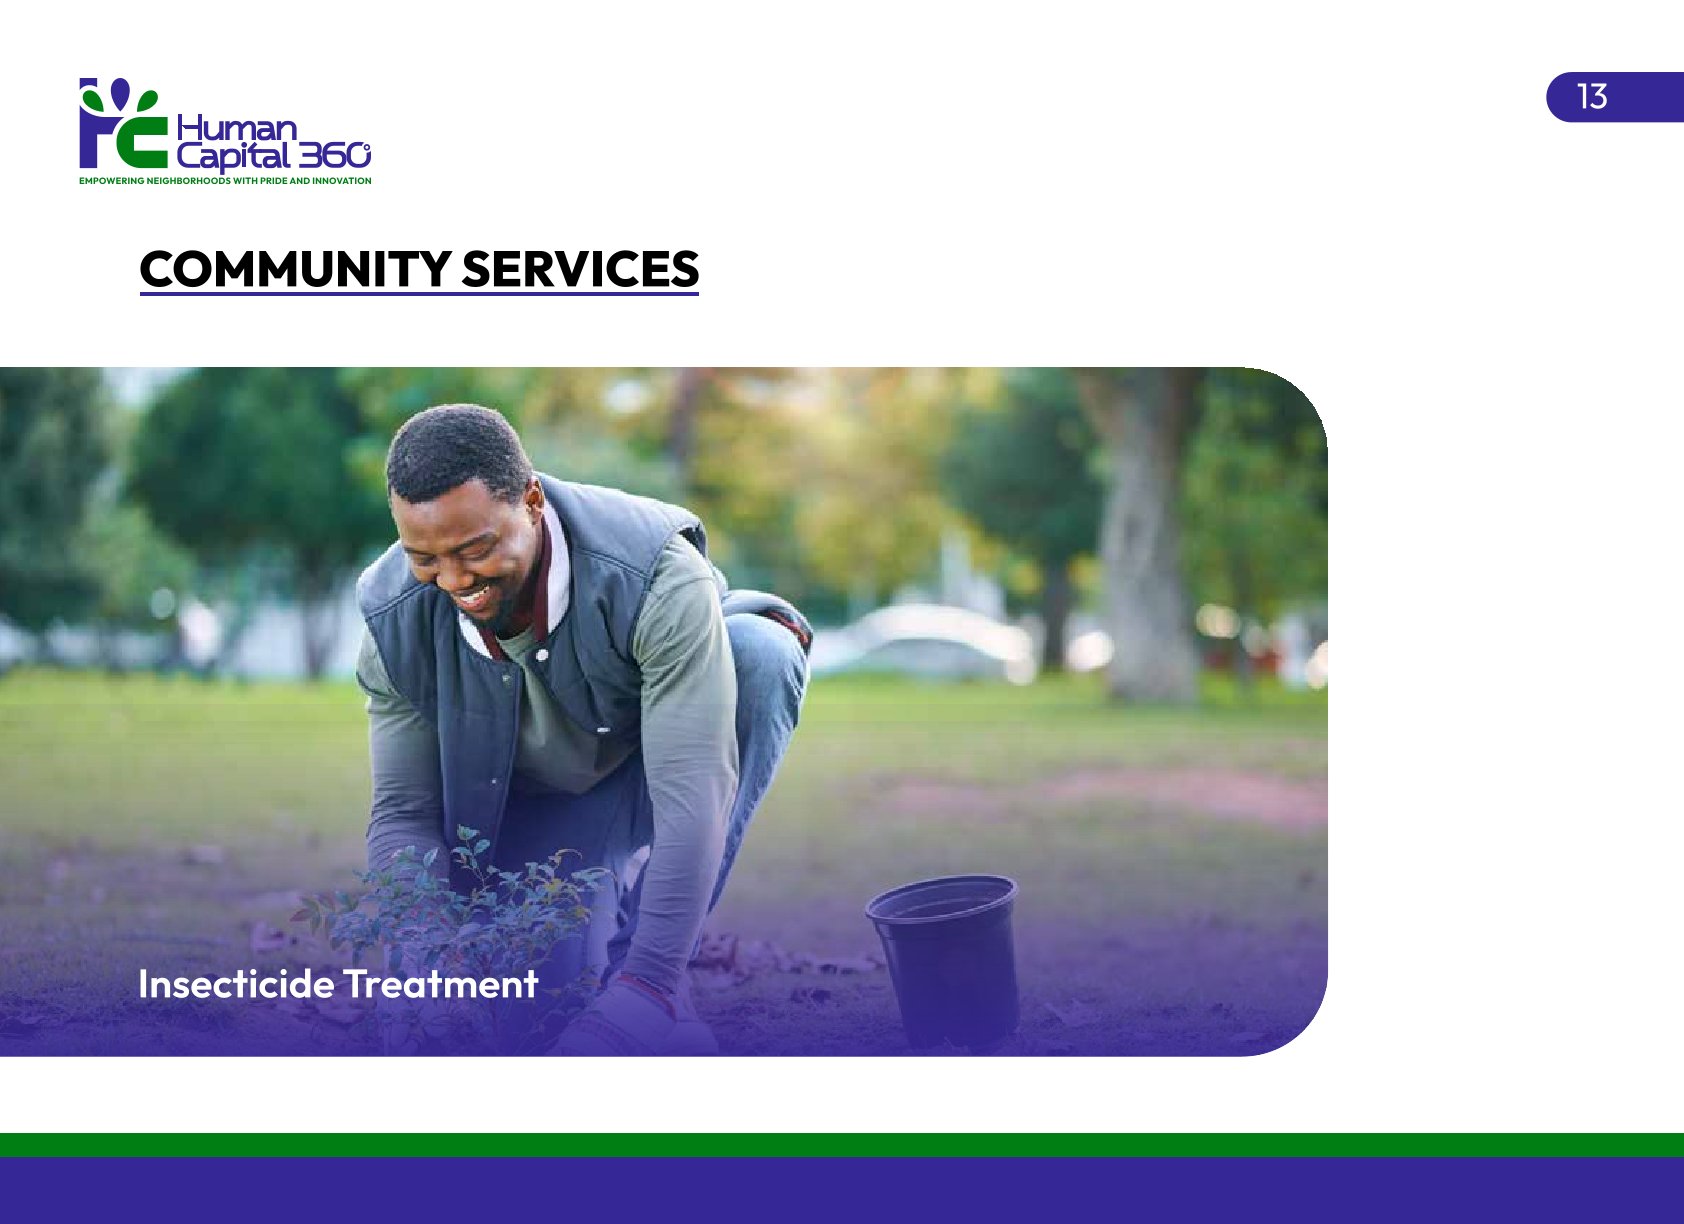 Human
Capital 360°
EMPOWERING NEIGHBORHOODS WITH PRIDE AND INNOVATION
13
COMMUNITY SERVICES
Insecticide Treatment